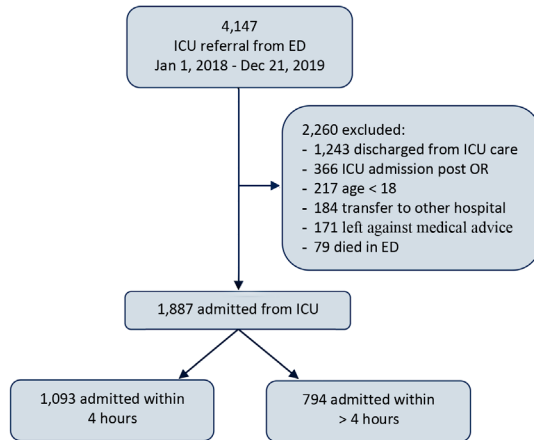 4,147
ICU referral from ED
Jan 1, 2018 - Dec 21, 2019
2,260 excluded:
- 1,243 discharged from ICU care
- 366 ICU admission post OR
- 217 age < 18
- 184 transfer to other hospital
- 171 left against medical advice
- 79 died in ED
1,887 admitted from ICU
1,093 admitted within
4 hours
794 admitted within
> 4 hours